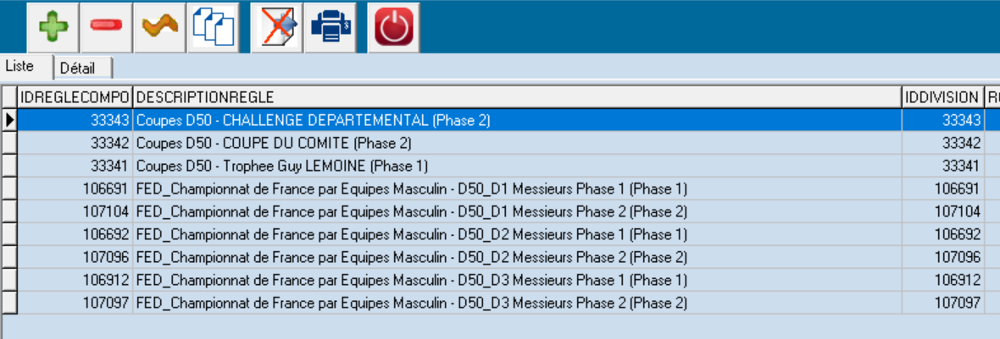 Liste Détail
IDREGLECOMPO DESCRIPTIONREGLE IDDIVISION
33343 Coupes D50 - CHALLENGE DEPARTEMENTAL (Phase 2) 33343
33342 Coupes D50 - COUPE DU COMITE (Phase 2) 33342
33341 Coupes D50 - Trophee Guy LEMOINE (Phase 1) 33341
106691 FED_Championnat de France par Equipes Masculin - D50_D1 Messieurs Phase 1 (Phase 1) 106691
107104 FED_Championnat de France par Equipes Masculin - D50_D1 Messieurs Phase 2 (Phase 2) 107104
106692 FED_Championnat de France par Equipes Masculin - D50_D2 Messieurs Phase 1 (Phase 1) 106692
107096 FED_Championnat de France par Equipes Masculin - D50_D2 Messieurs Phase 2 (Phase 2) 107096
106912 FED_Championnat de France par Equipes Masculin - D50_D3 Messieurs Phase 1 (Phase 1) 106912
107097 FED_Championnat de France par Equipes Masculin - D50_D3 Messieurs Phase 2 (Phase 2) 107097